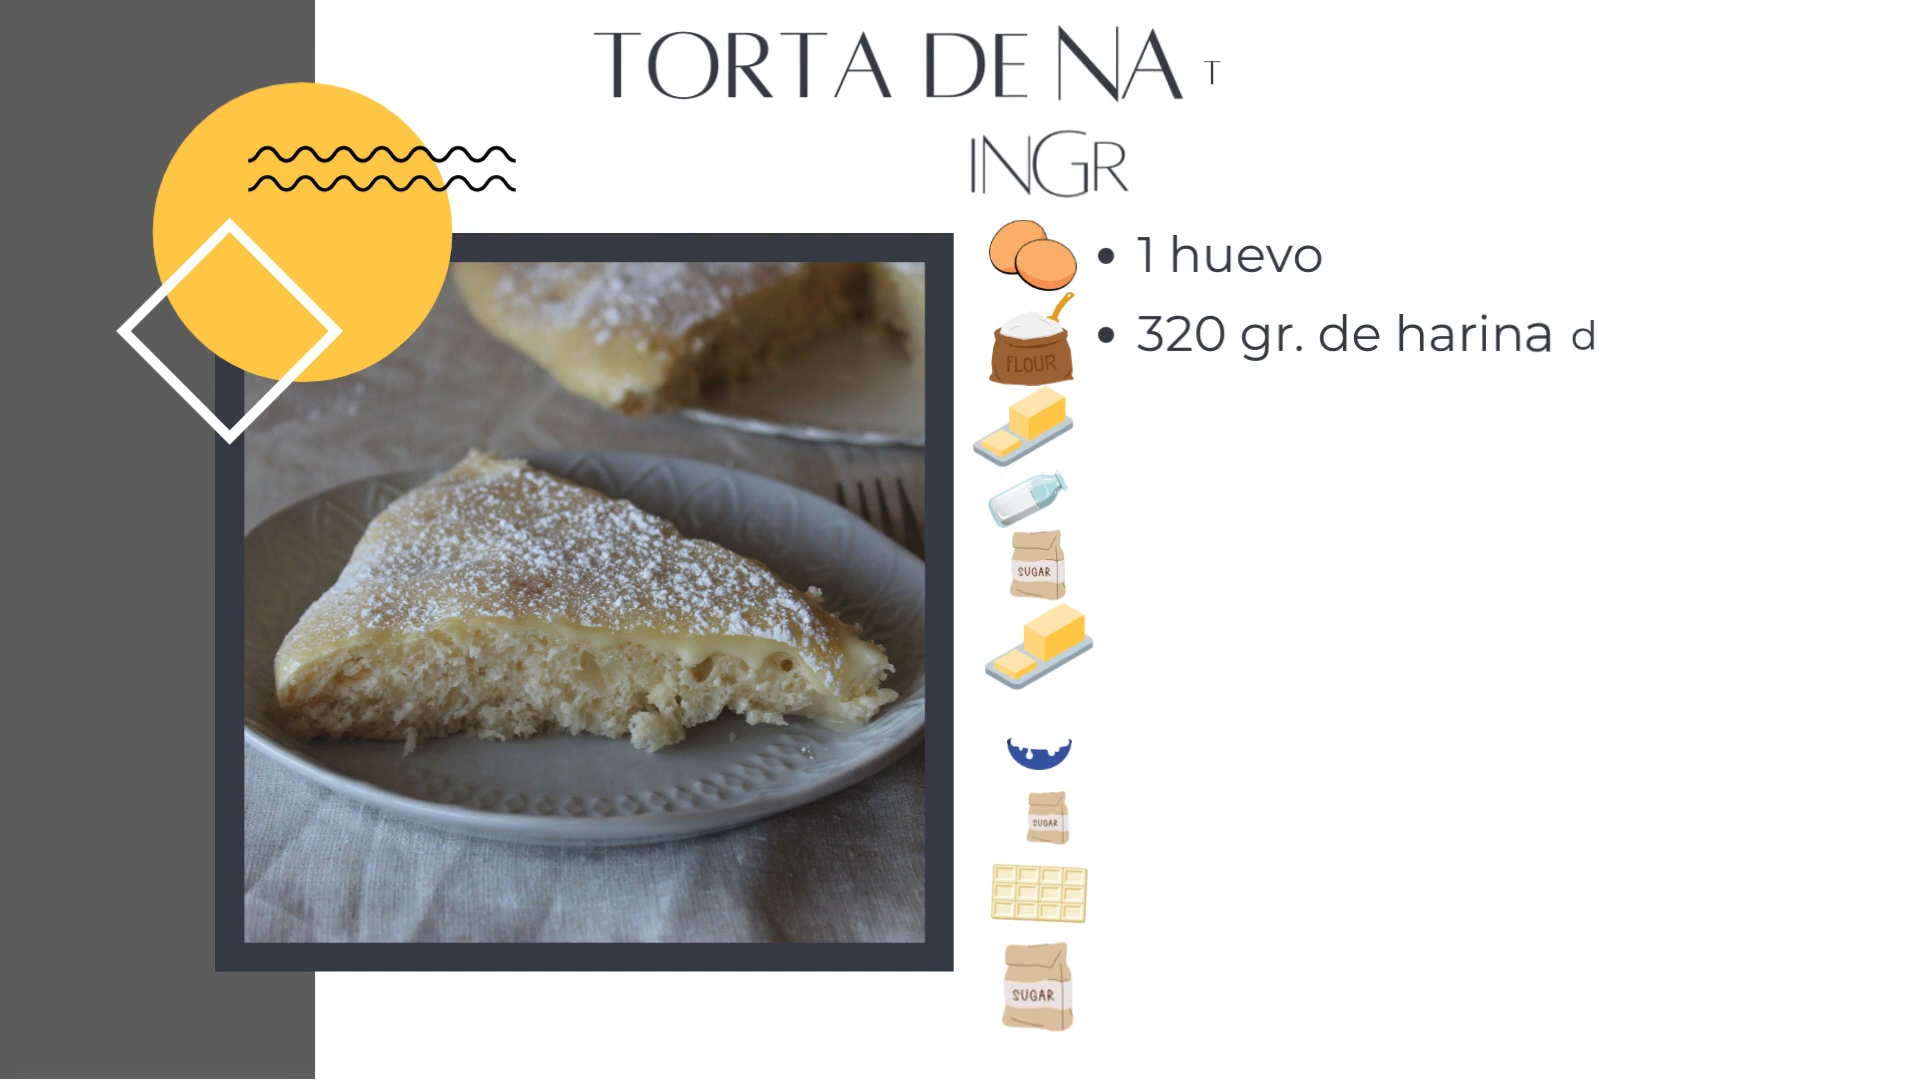 TORTA DE NA T
INGR
• 1 huevo
• 320 gr. de harina d
FLOUR
SUGAR
SUGAR
SUGAR